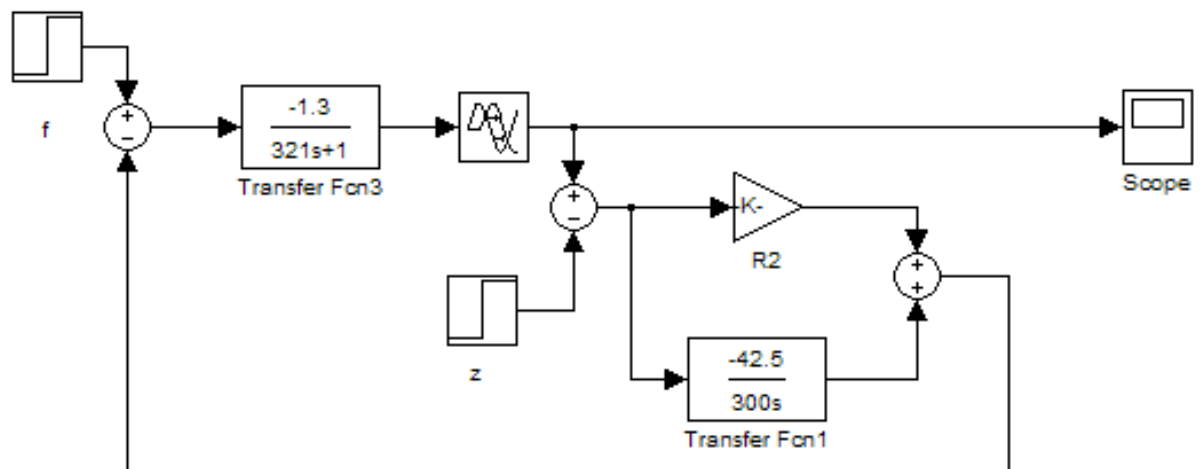 f
+
−
-1.3
321s+1
Transfer Fcn3
Scope
+
−
z
-K-
R2
-42.5
300s
Transfer Fcn1
+
+